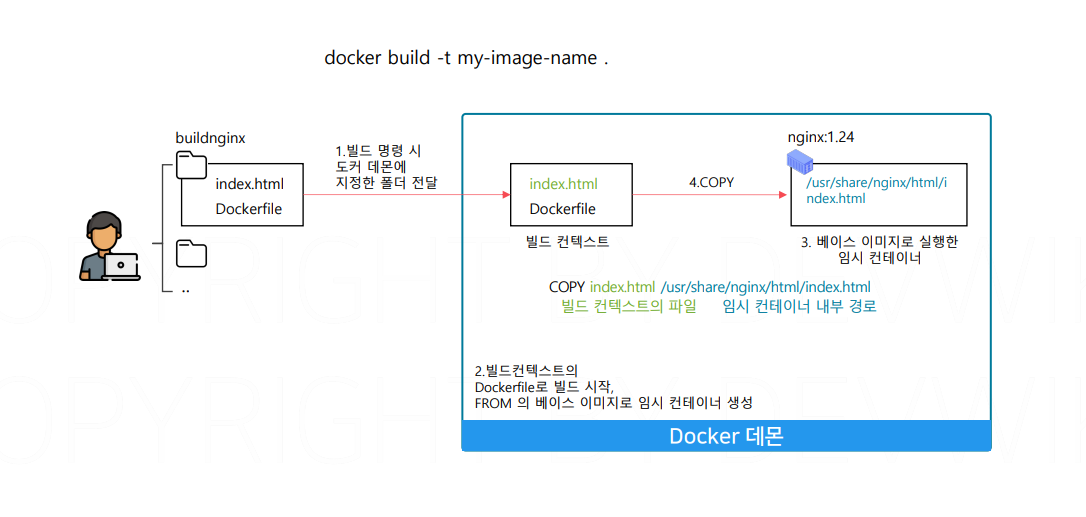 docker build -t my-image-name .
buildnginx
index.html
Dockerfile
..
1.빌드 명령 시
도커 데몬에
지정한 폴더 전달
index.html
Dockerfile
빌드 컨텍스트
4.COPY
nginx:1.24
/usr/share/nginx/html/i
ndex.html
3. 베이스 이미지로 실행한
임시 컨테이너
COPY index.html /usr/share/nginx/html/index.html
빌드 컨텍스트의 파일 임시 컨테이너 내부 경로
2.빌드컨텍스트의
Dockerfile로 빌드 시작,
FROM 의 베이스 이미지로 임시 컨테이너 생성
Docker 데몬